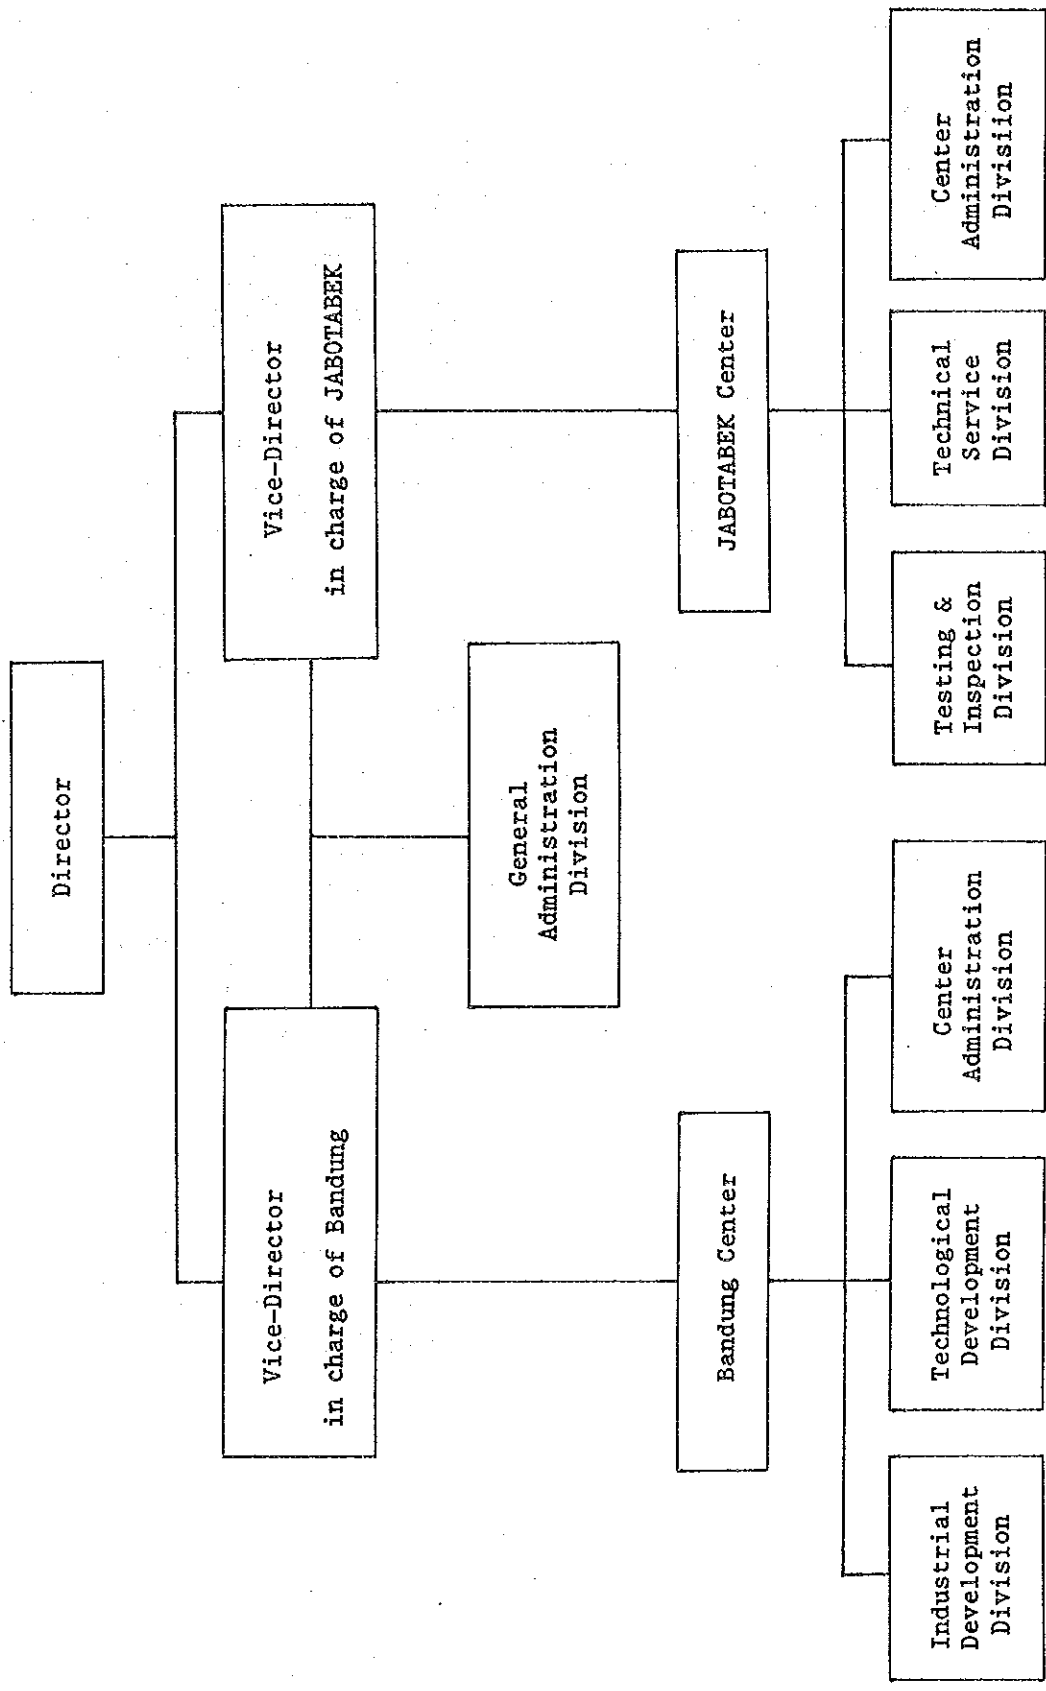 Director
Vice-Director
in charge of Bandung
Vice-Director
in charge of JABOTABEK
General
Administration
Division
Bandung Center
JABOTABEK Center
Industrial
Development
Division
Technological
Development
Division
Center
Administration
Division
Testing &
Inspection
Division
Technical
Service
Division
Center
Administration
Divisiion